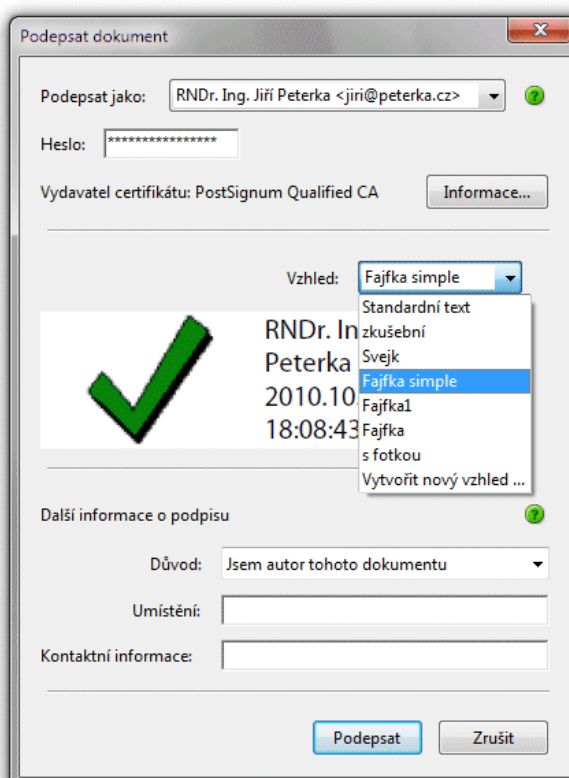 Podepsat dokument
Podepsat jako: RNDr. Ing. Jiří Peterka <jiri@peterka.cz>
Heslo: ****************
Vydavatel certifikátu: PostSignum Qualified CA Informace...
Vzhled: Fajfka simple
Standardní text
zkušební
Svejk
Fajfka simple
Fajfka1
Fajfka
s fotkou
Vytvořit nový vzhled ...
RNDr. In
Peterka
2010.10
18:08:43
Další informace o podpisu
Důvod: Jsem autor tohoto dokumentu
Umístění:
Kontaktní informace:
Podepsat Zrušit